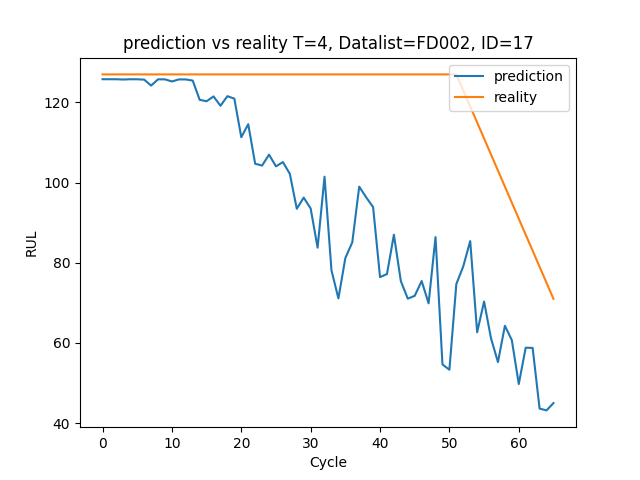 prediction vs reality T=4, Datalist=FD002, ID=17
prediction
reality
120
100
80
60
40
RUL
0 10 20 30 40 50 60
Cycle